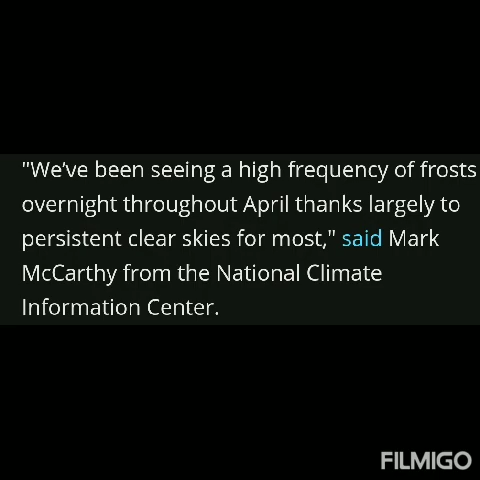 "We’ve been seeing a high frequency of frosts
overnight throughout April thanks largely to
persistent clear skies for most," said Mark
McCarthy from the National Climate
Information Center.
FILMIGO